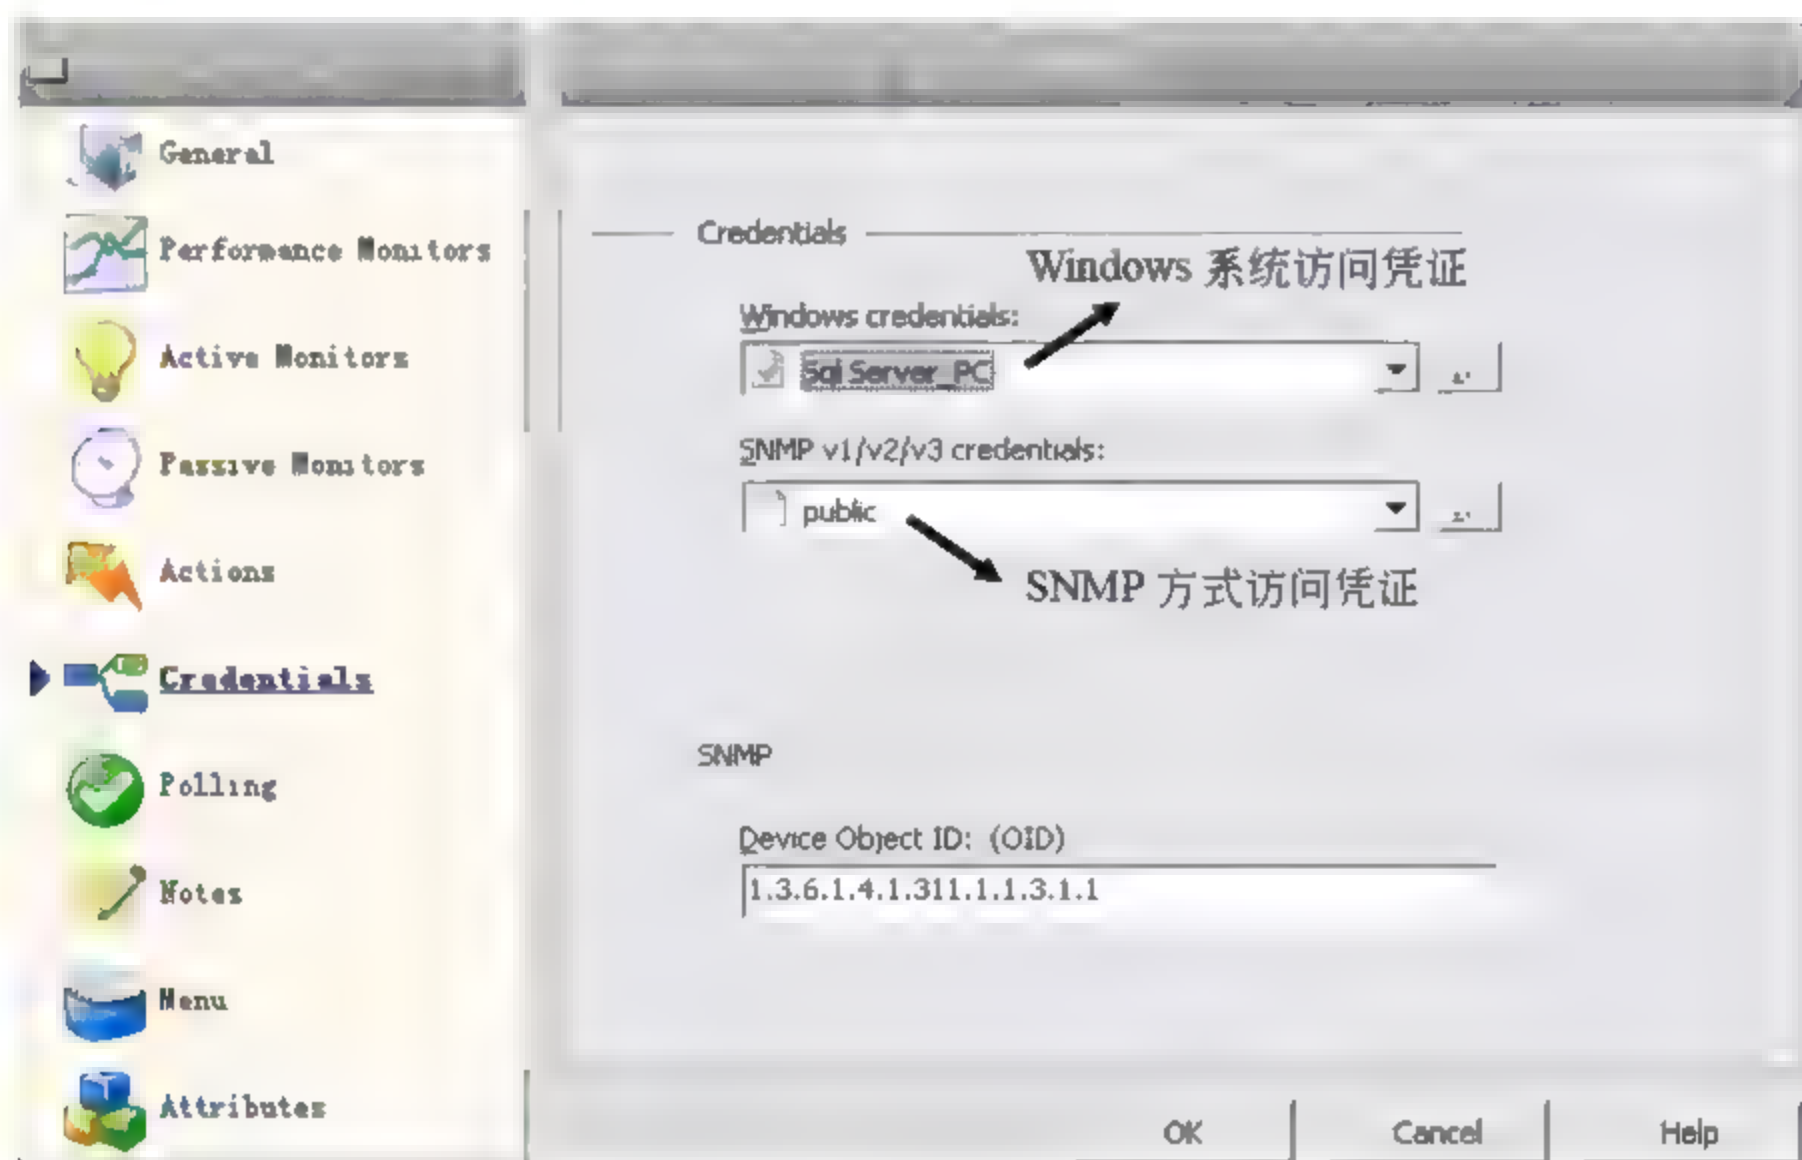 General
Performance Monitors
Active Monitors
Passive Monitors
Actions
Credentials
Polling
Notes
Menu
Attributes
Credentials
Windows 系统访问凭证
Windows credentials:
Sql Server_PC
...
SNMP v1/v2/v3 credentials:
public
...
SNMP 方式访问凭证
SNMP
Device Object ID: (OID)
1.3.6.1.4.1.311.1.1.3.1.1
OK Cancel Help